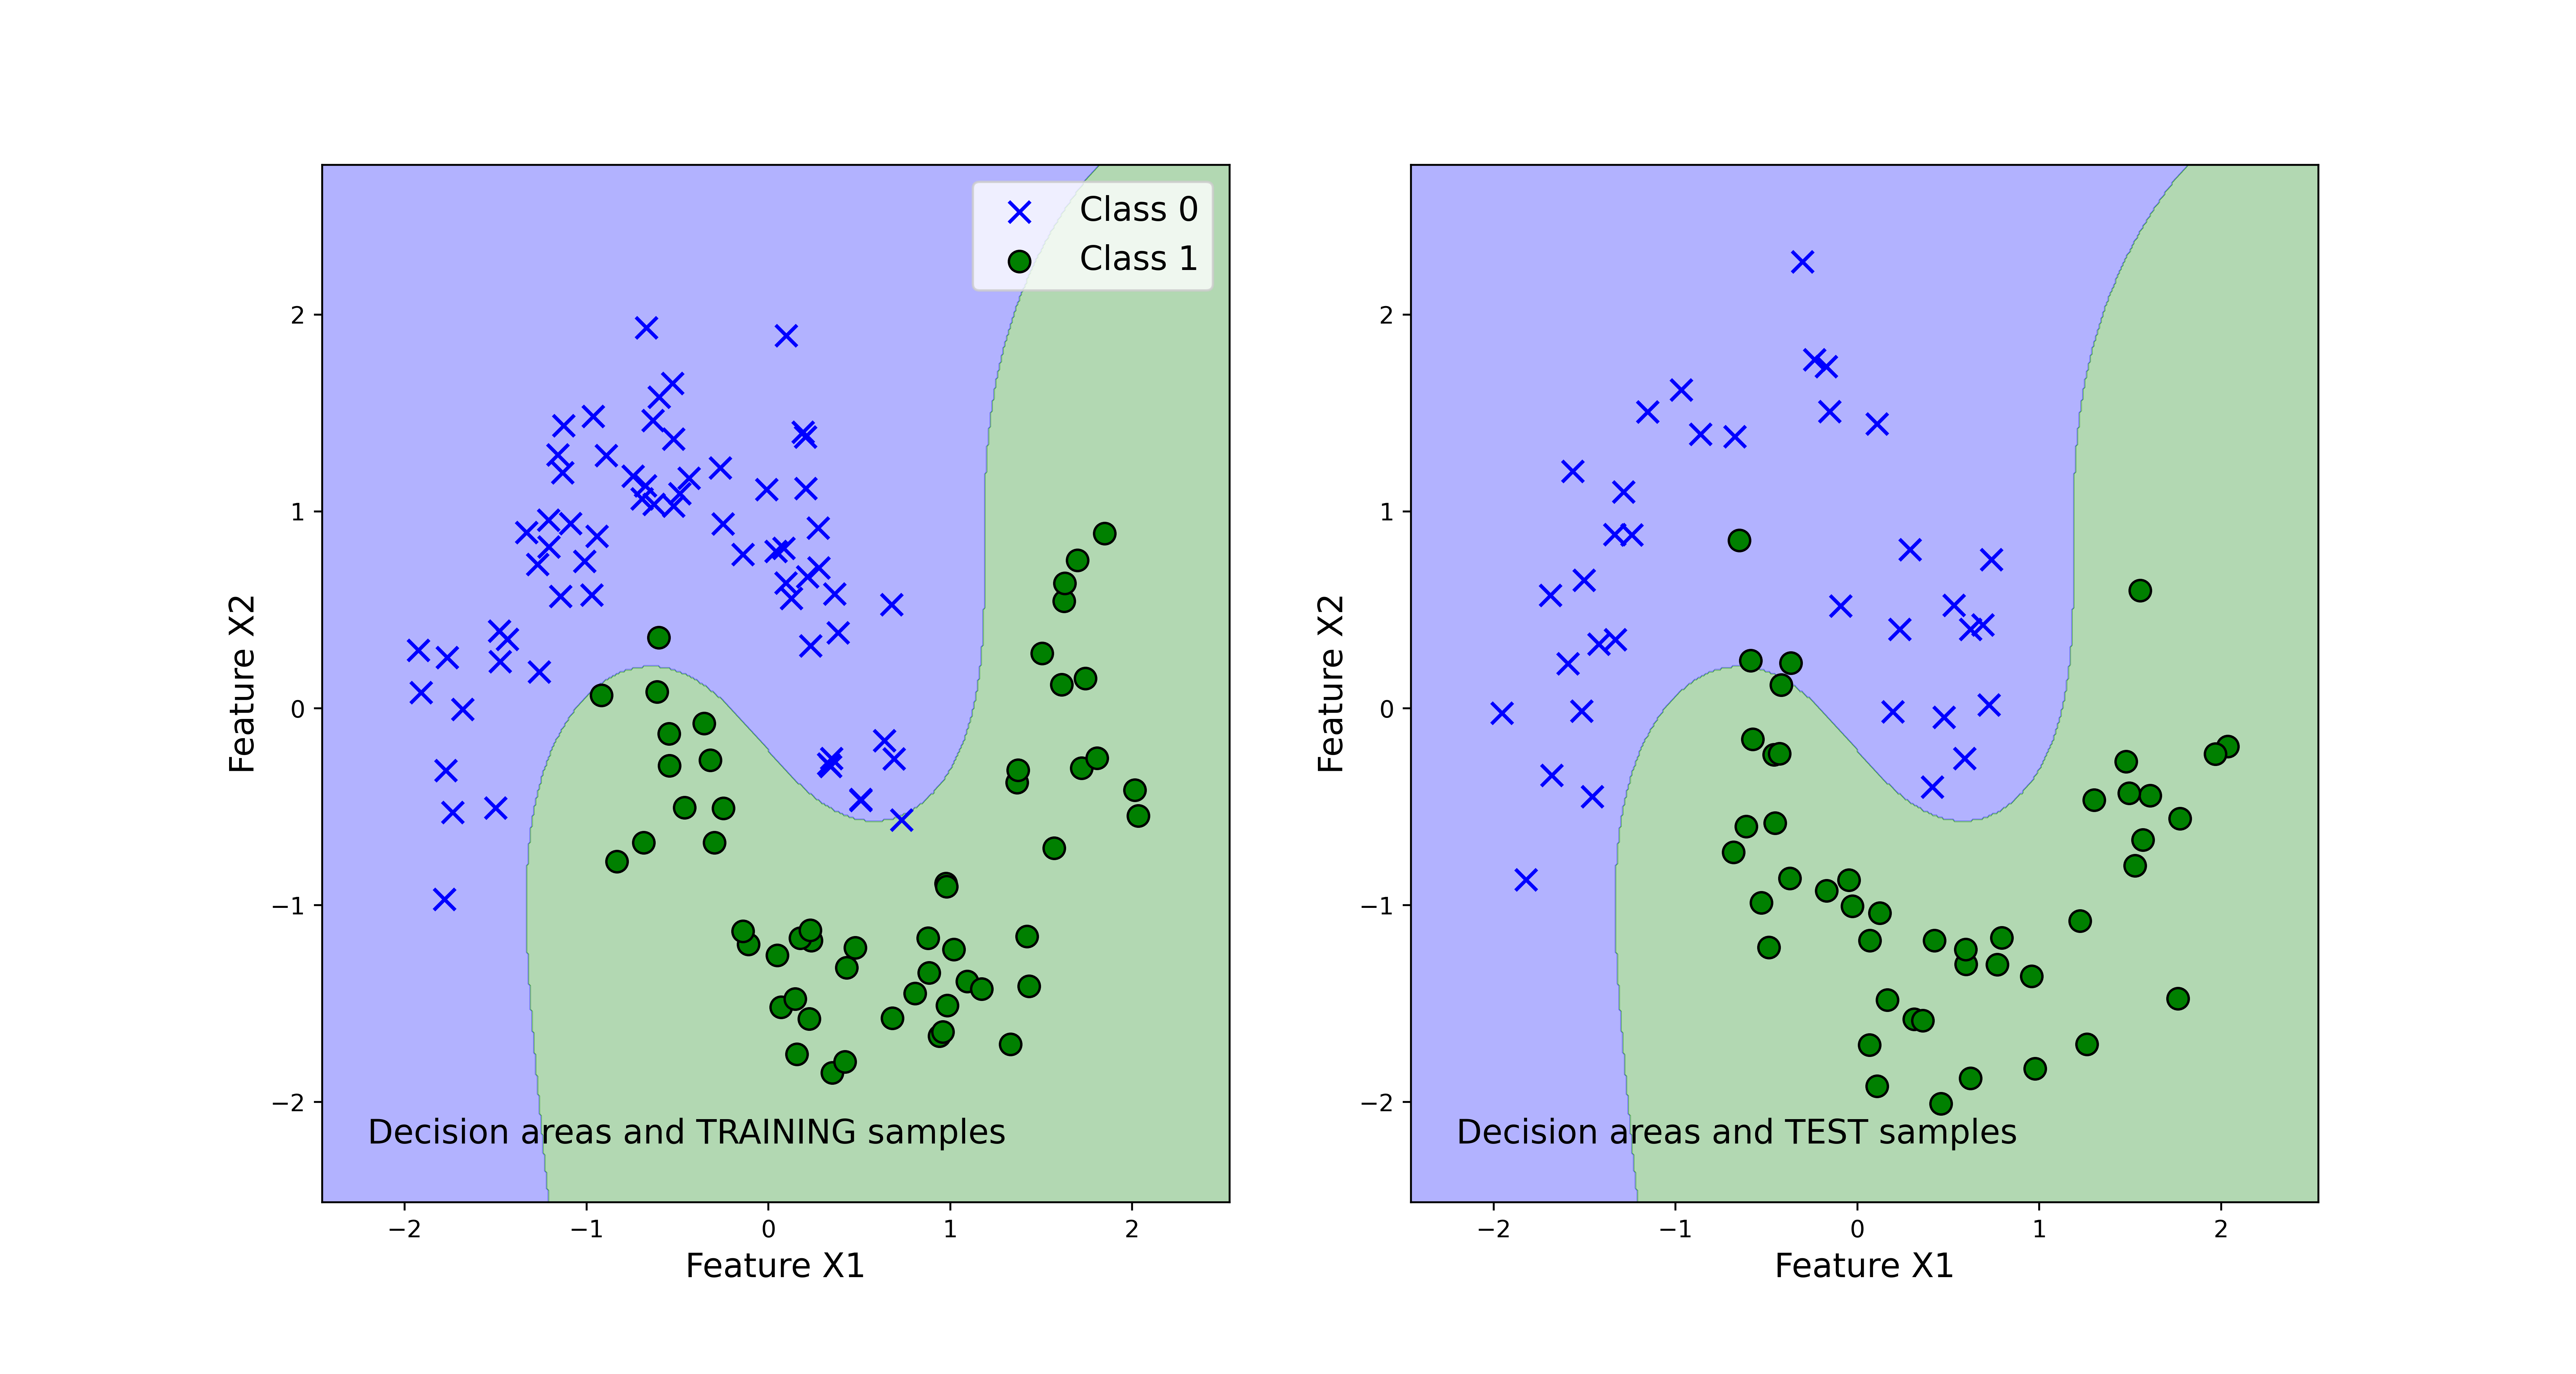 Class 0
Class 1
2
1
0
−1
−2
Feature X2
Decision areas and TRAINING samples
−2 −1 0 1 2
Feature X1
2
1
0
−1
−2
Feature X2
Decision areas and TEST samples
−2 −1 0 1 2
Feature X1